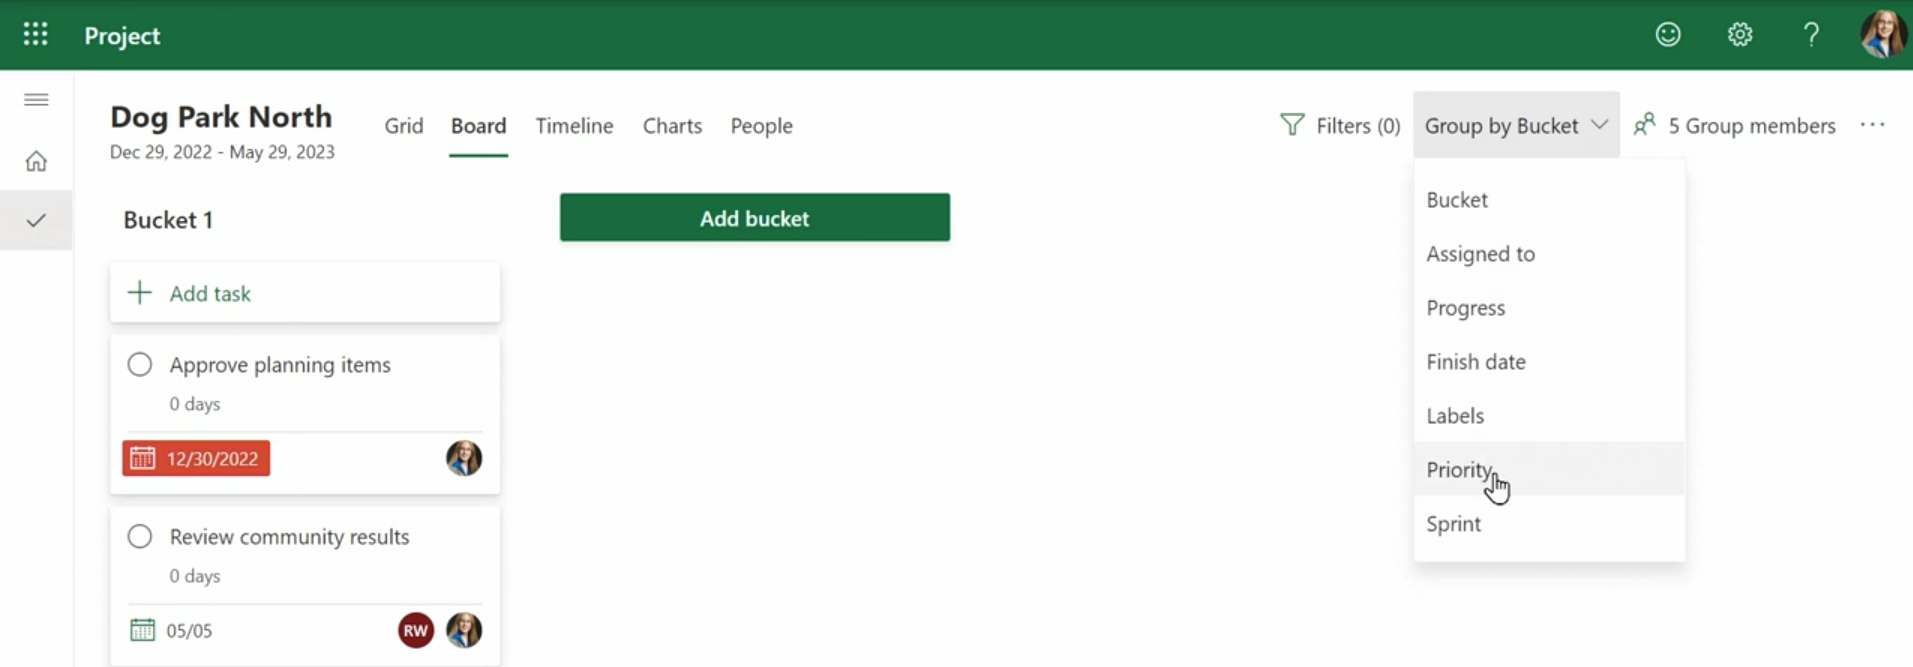 Project
Dog Park North
Dec 29, 2022 - May 29, 2023
Grid
Board
Timeline
Charts
People
Filters (0)
Group by Bucket
5 Group members
Bucket 1
Add bucket
Add task
Approve planning items
0 days
12/30/2022
Review community results
0 days
05/05
RW
Bucket
Assigned to
Progress
Finish date
Labels
Priority
Sprint